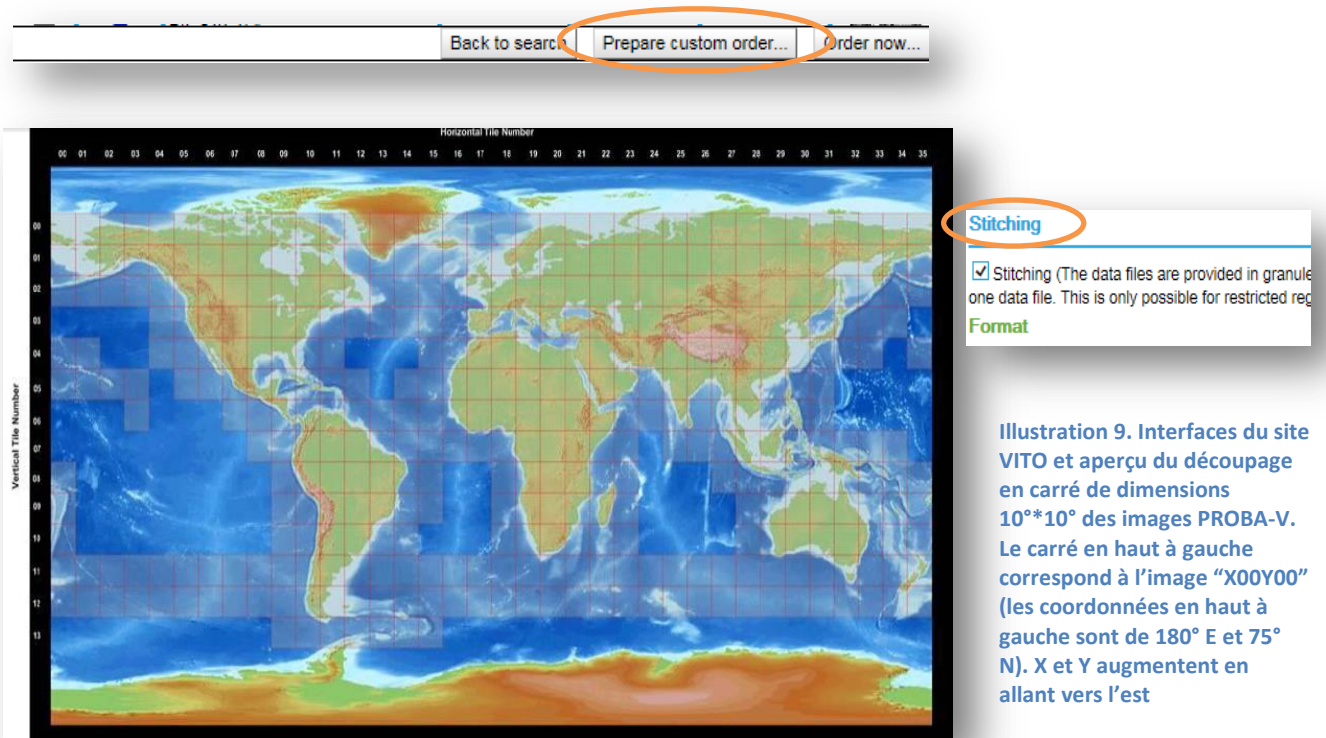 Back to search Prepare custom order... Order now...
Horizontal Tile Number
00 01 02 03 04 05 06 07 08 09 10 11 12 13 14 15 16 17 18 19 20 21 22 23 24 25 26 27 28 29 30 31 32 33 34 35
Vertical Tile Number
00
01
02
03
04
05
06
07
08
09
10
11
12
13
Stitching
Stitching (The data files are provided in granule
one data file. This is only possible for restricted reg
Format
Illustration 9. Interfaces du site
VITO et aperçu du découpage
en carré de dimensions
10°*10° des images PROBA-V.
Le carré en haut à gauche
correspond à l’image “X00Y00”
(les coordonnées en haut à
gauche sont de 180° E et 75°
N). X et Y augmentent en
allant vers l’est